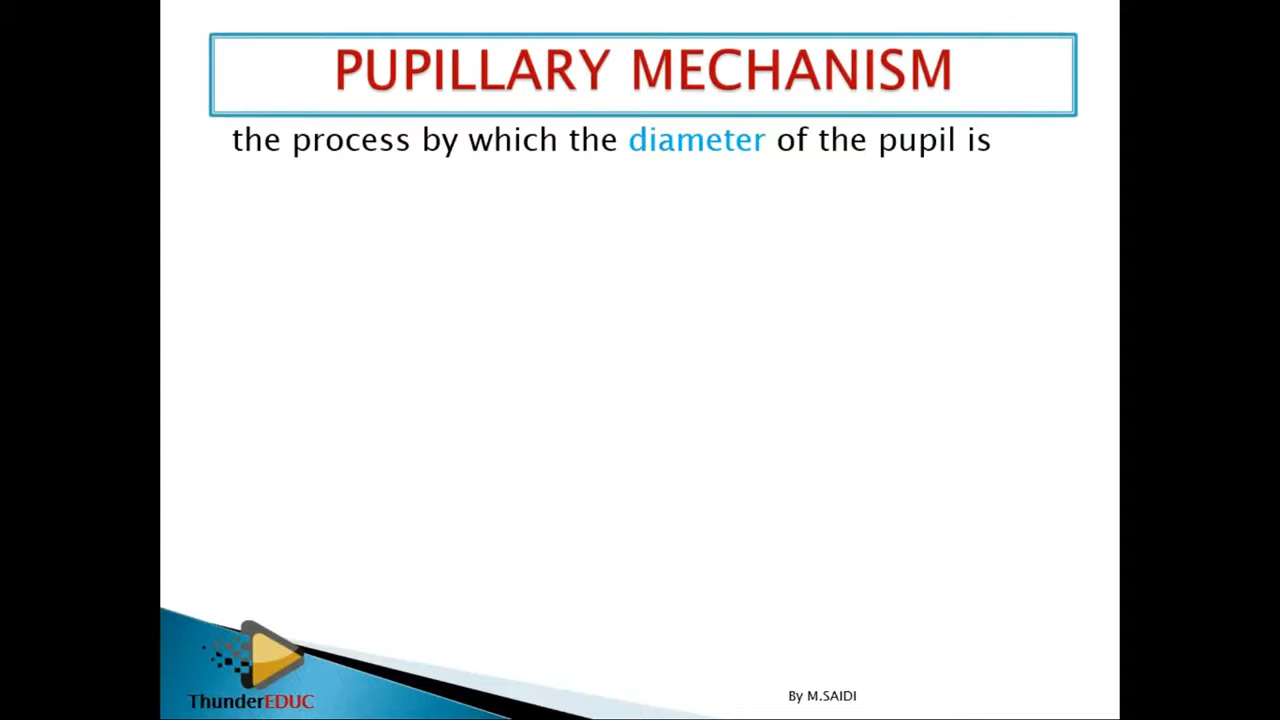 PUPILLARY MECHANISM
the process by which the diameter of the pupil is
ThunderEDUC
By M.SAIDI